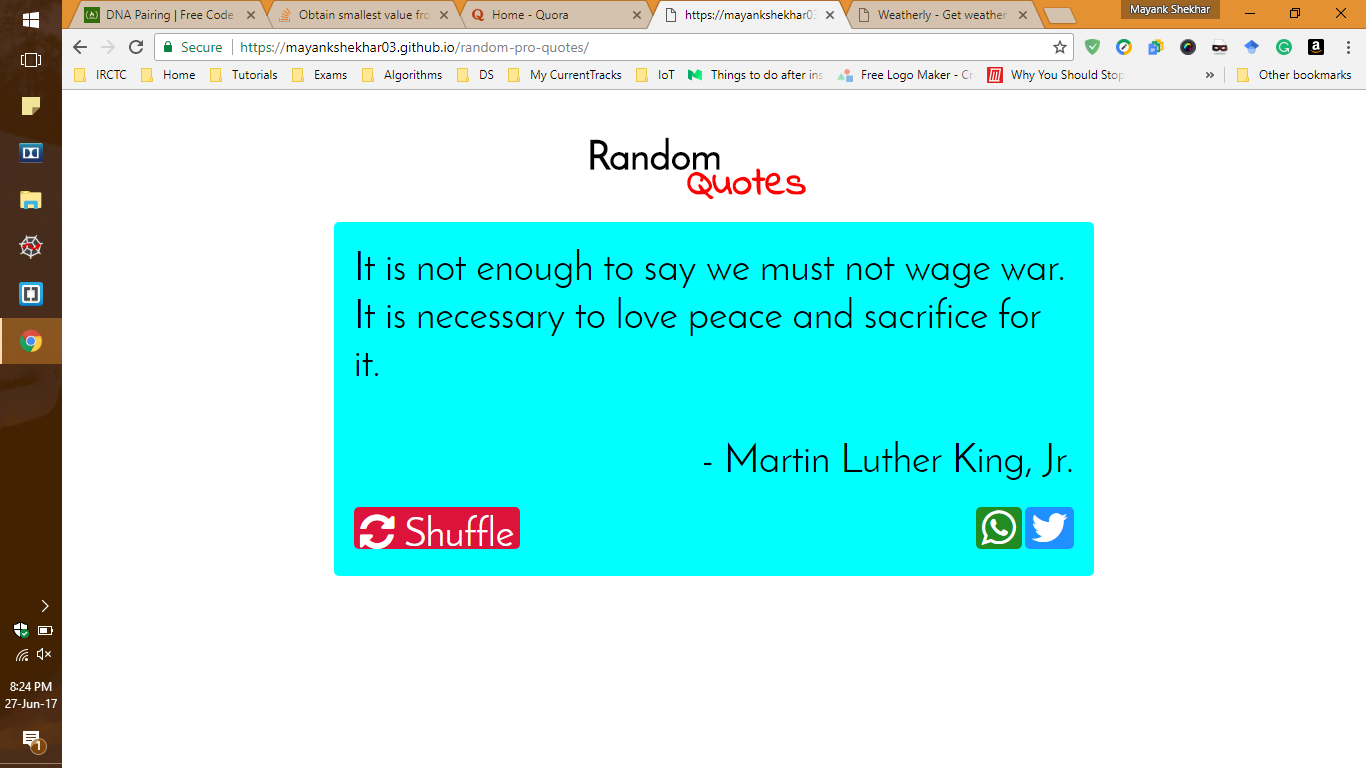 Mayank Shekhar
DNA Pairing | Free Code
Obtain smallest value fro
Home - Quora
https://mayankshekhar03
Weatherly - Get weather
Secure
https://mayankshekhar03.github.io/random-pro-quotes/
IRCTC
Home
Tutorials
Exams
Algorithms
DS
My CurrentTracks
IoT
Things to do after ins
Free Logo Maker - Cr
Why You Should Stop
»
Other bookmarks
Random
Quotes
It is not enough to say we must not wage war.
It is necessary to love peace and sacrifice for
it.
- Martin Luther King, Jr.
Shuffle
8:24 PM
27-Jun-17
1